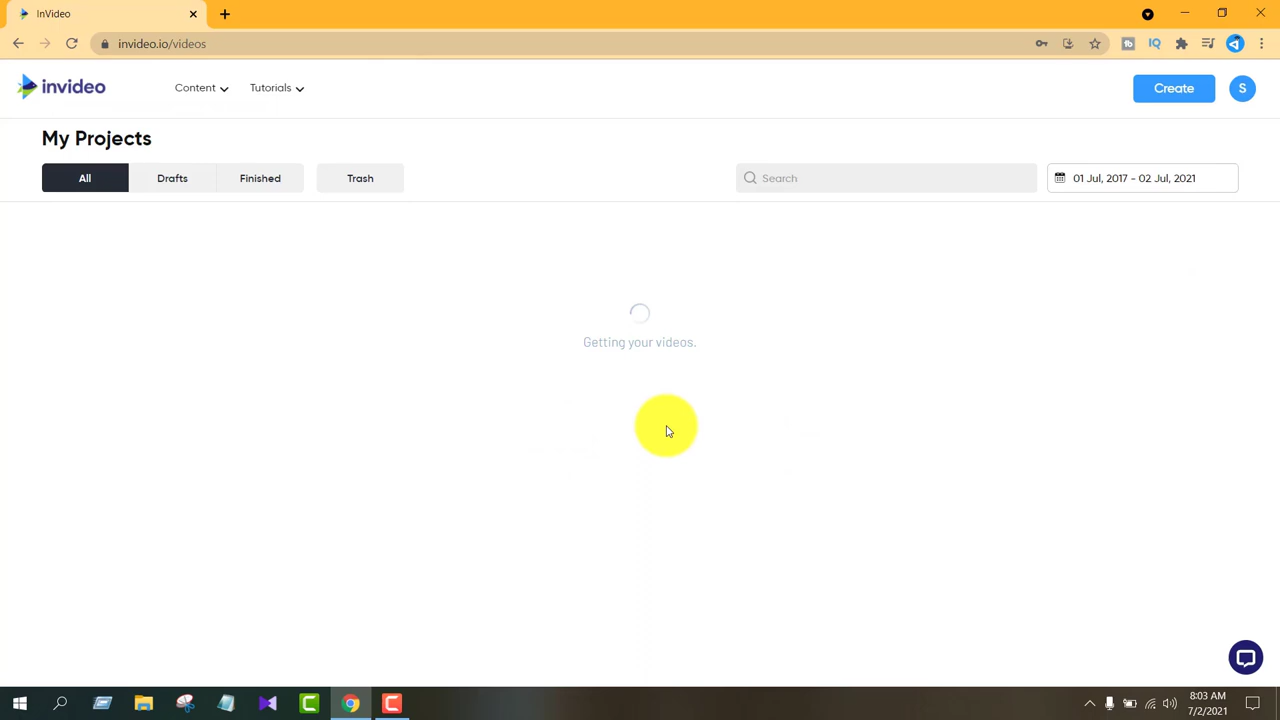 InVideo
invideo.io/videos
invideo
Content
Tutorials
Create
S
My Projects
All
Drafts
Finished
Trash
Search
01 Jul, 2017 - 02 Jul, 2021
Getting your videos.
8:03 AM
7/2/2021